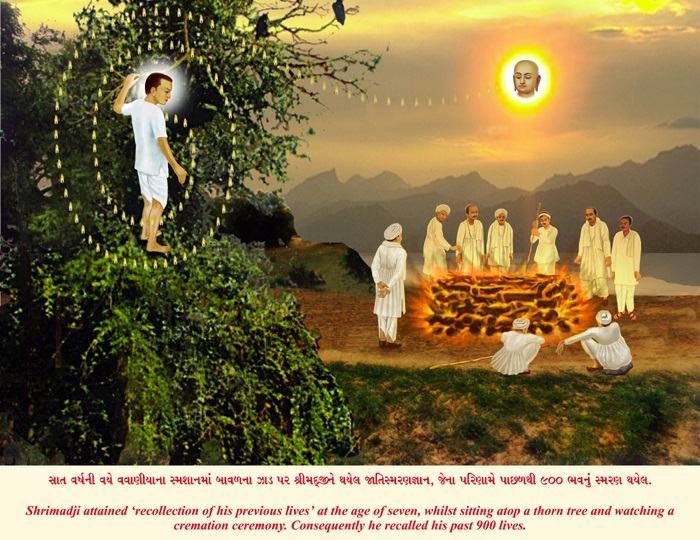 સાત વર્ષની વયે વવાણીયાના સ્મશાનમાં બાવળના ઝાડ પર શ્રીમદ્જીને થયેલ જાતિસ્મરણજ્ઞાન, જેના પરિણામે પાછળથી ૯૦૦ ભવનું સ્મરણ થયેલ.
Shrimadji attained ‘recollection of his previous lives’ at the age of seven, whilst sitting atop a thorn tree and watching a
cremation ceremony. Consequently he recalled his past 900 lives.